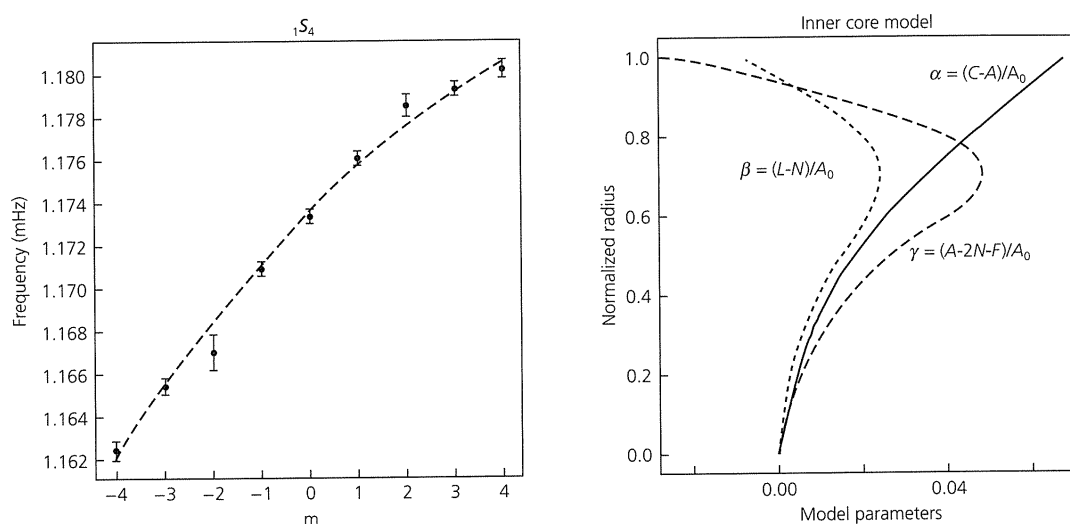 ₁S₄
1.180
1.178
1.176
1.174
1.172
1.170
1.168
1.166
1.164
1.162
Frequency (mHz)
−4 −3 −2 −1 0 1 2 3 4
m
Inner core model
1.0
0.8
0.6
0.4
0.2
0.0
Normalized radius
α = (C-A)/A₀
β = (L-N)/A₀
γ = (A-2N-F)/A₀
0.00 0.04
Model parameters